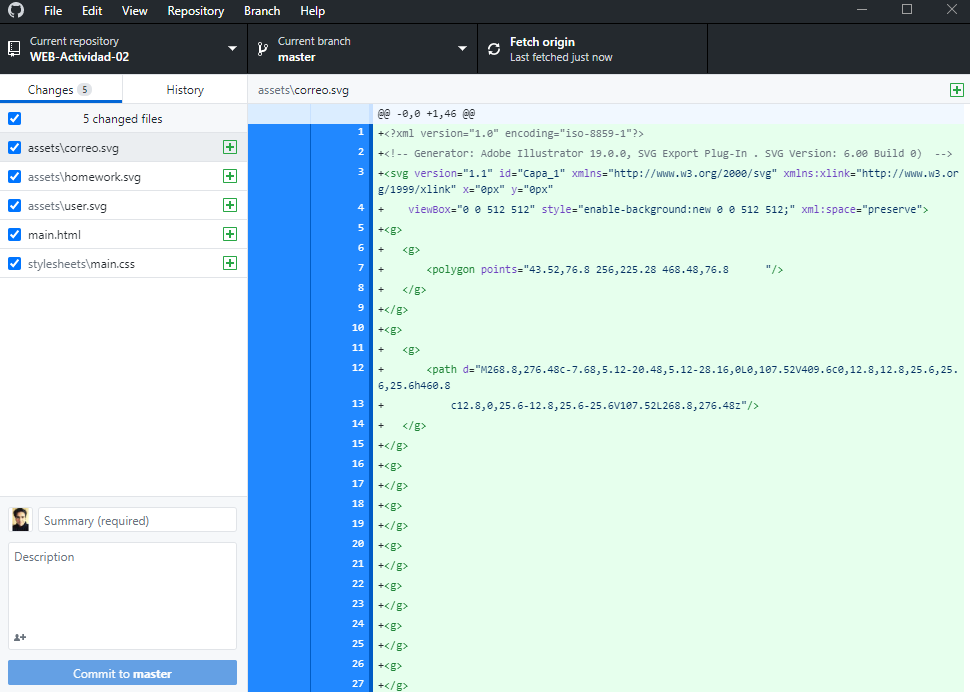 File Edit View Repository Branch Help
Current repository
WEB-Actividad-02
Current branch
master
Fetch origin
Last fetched just now
Changes 5
History
5 changed files
assets\correo.svg
assets\homework.svg
assets\user.svg
main.html
stylesheets\main.css
Summary (required)
Description
Commit to master
assets\correo.svg
@@ -0,0 +1,46 @@
1 +<?xml version="1.0" encoding="iso-8859-1"?>
2 +<!-- Generator: Adobe Illustrator 19.0.0, SVG Export Plug-In . SVG Version: 6.00 Build 0)  -->
3 +<svg version="1.1" id="Capa_1" xmlns="http://www.w3.org/2000/svg" xmlns:xlink="http://www.w3.or
g/1999/xlink" x="0px" y="0px"
4 +    viewBox="0 0 512 512" style="enable-background:new 0 0 512 512;" xml:space="preserve">
5 +<g>
6 +   <g>
7 +       <polygon points="43.52,76.8 256,225.28 468.48,76.8      "/>
8 +   </g>
9 +</g>
10 +<g>
11 +   <g>
12 +       <path d="M268.8,276.48c-7.68,5.12-20.48,5.12-28.16,0L0,107.52V409.6c0,12.8,12.8,25.6,25.
6,25.6h460.8
13 +           c12.8,0,25.6-12.8,25.6-25.6V107.52L268.8,276.48z"/>
14 +   </g>
15 +</g>
16 +<g>
17 +</g>
18 +<g>
19 +</g>
20 +<g>
21 +</g>
22 +<g>
23 +</g>
24 +<g>
25 +</g>
26 +<g>
27 +</g>